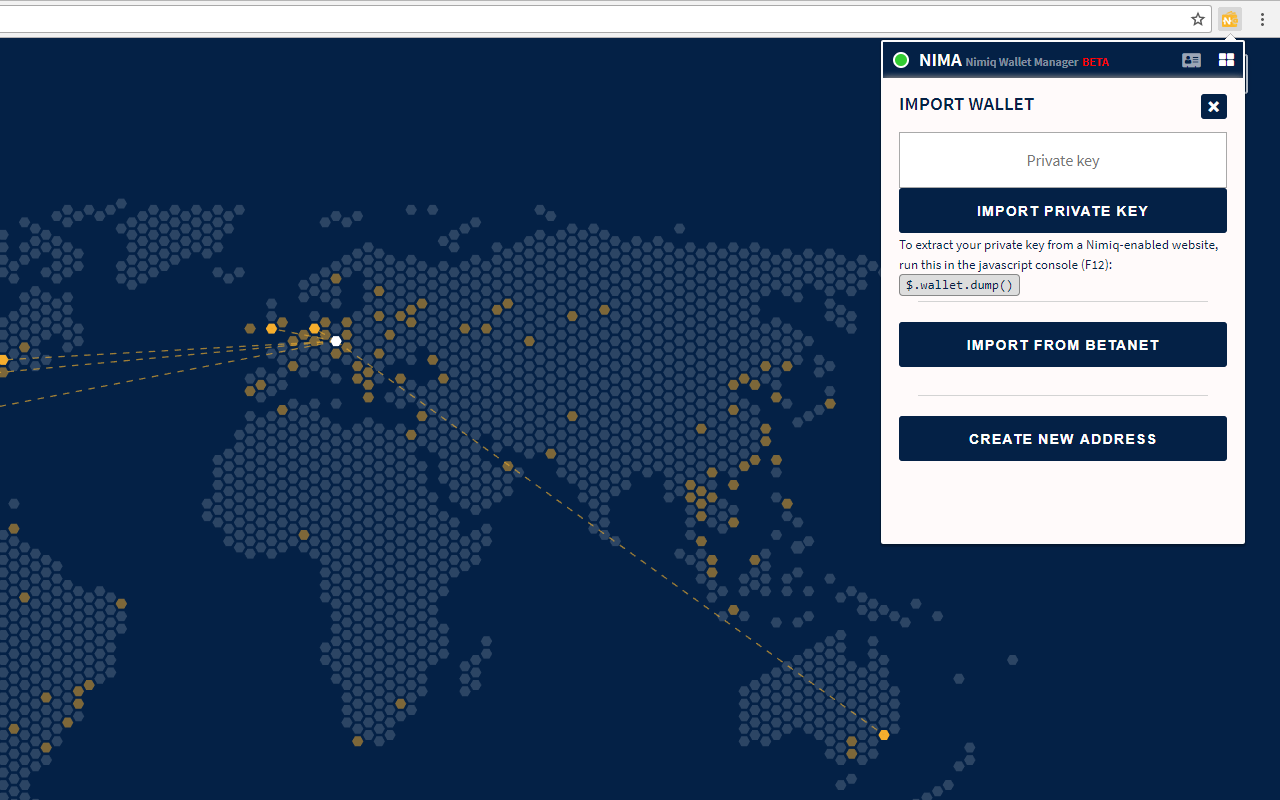 NIMA Nimiq Wallet Manager BETA
IMPORT WALLET
Private key
IMPORT PRIVATE KEY
To extract your private key from a Nimiq-enabled website,
run this in the javascript console (F12):
$.wallet.dump()
IMPORT FROM BETANET
CREATE NEW ADDRESS